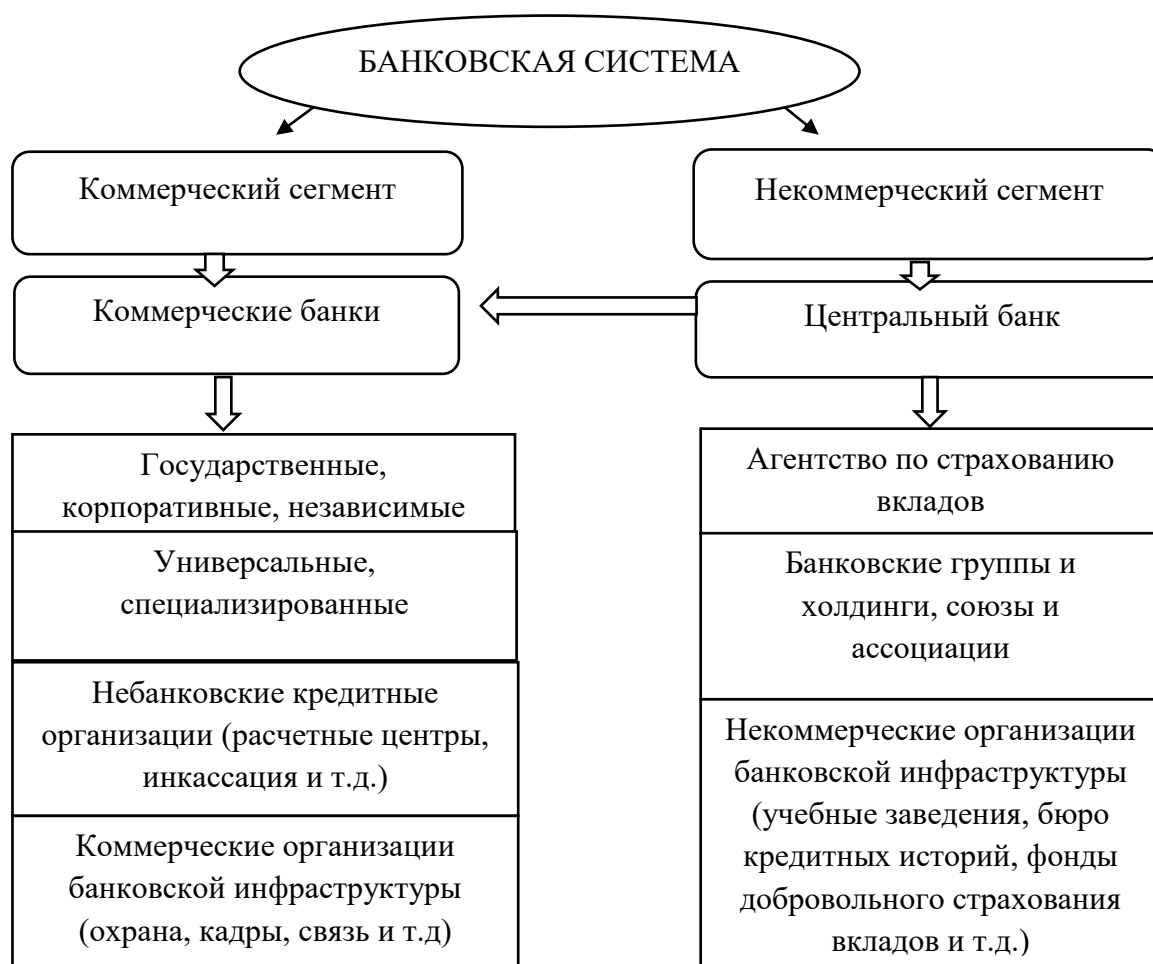 БАНКОВСКАЯ СИСТЕМА
Коммерческий сегмент
Некоммерческий сегмент
Коммерческие банки
Центральный банк
Государственные,
корпоративные, независимые
Универсальные,
специализированные
Небанковские кредитные
организации (расчетные центры,
инкассация и т.д.)
Коммерческие организации
банковской инфраструктуры
(охрана, кадры, связь и т.д)
Агентство по страхованию
вкладов
Банковские группы и
холдинги, союзы и
ассоциации
Некоммерческие организации
банковской инфраструктуры
(учебные заведения, бюро
кредитных историй, фонды
добровольного страхования
вкладов и т.д.)